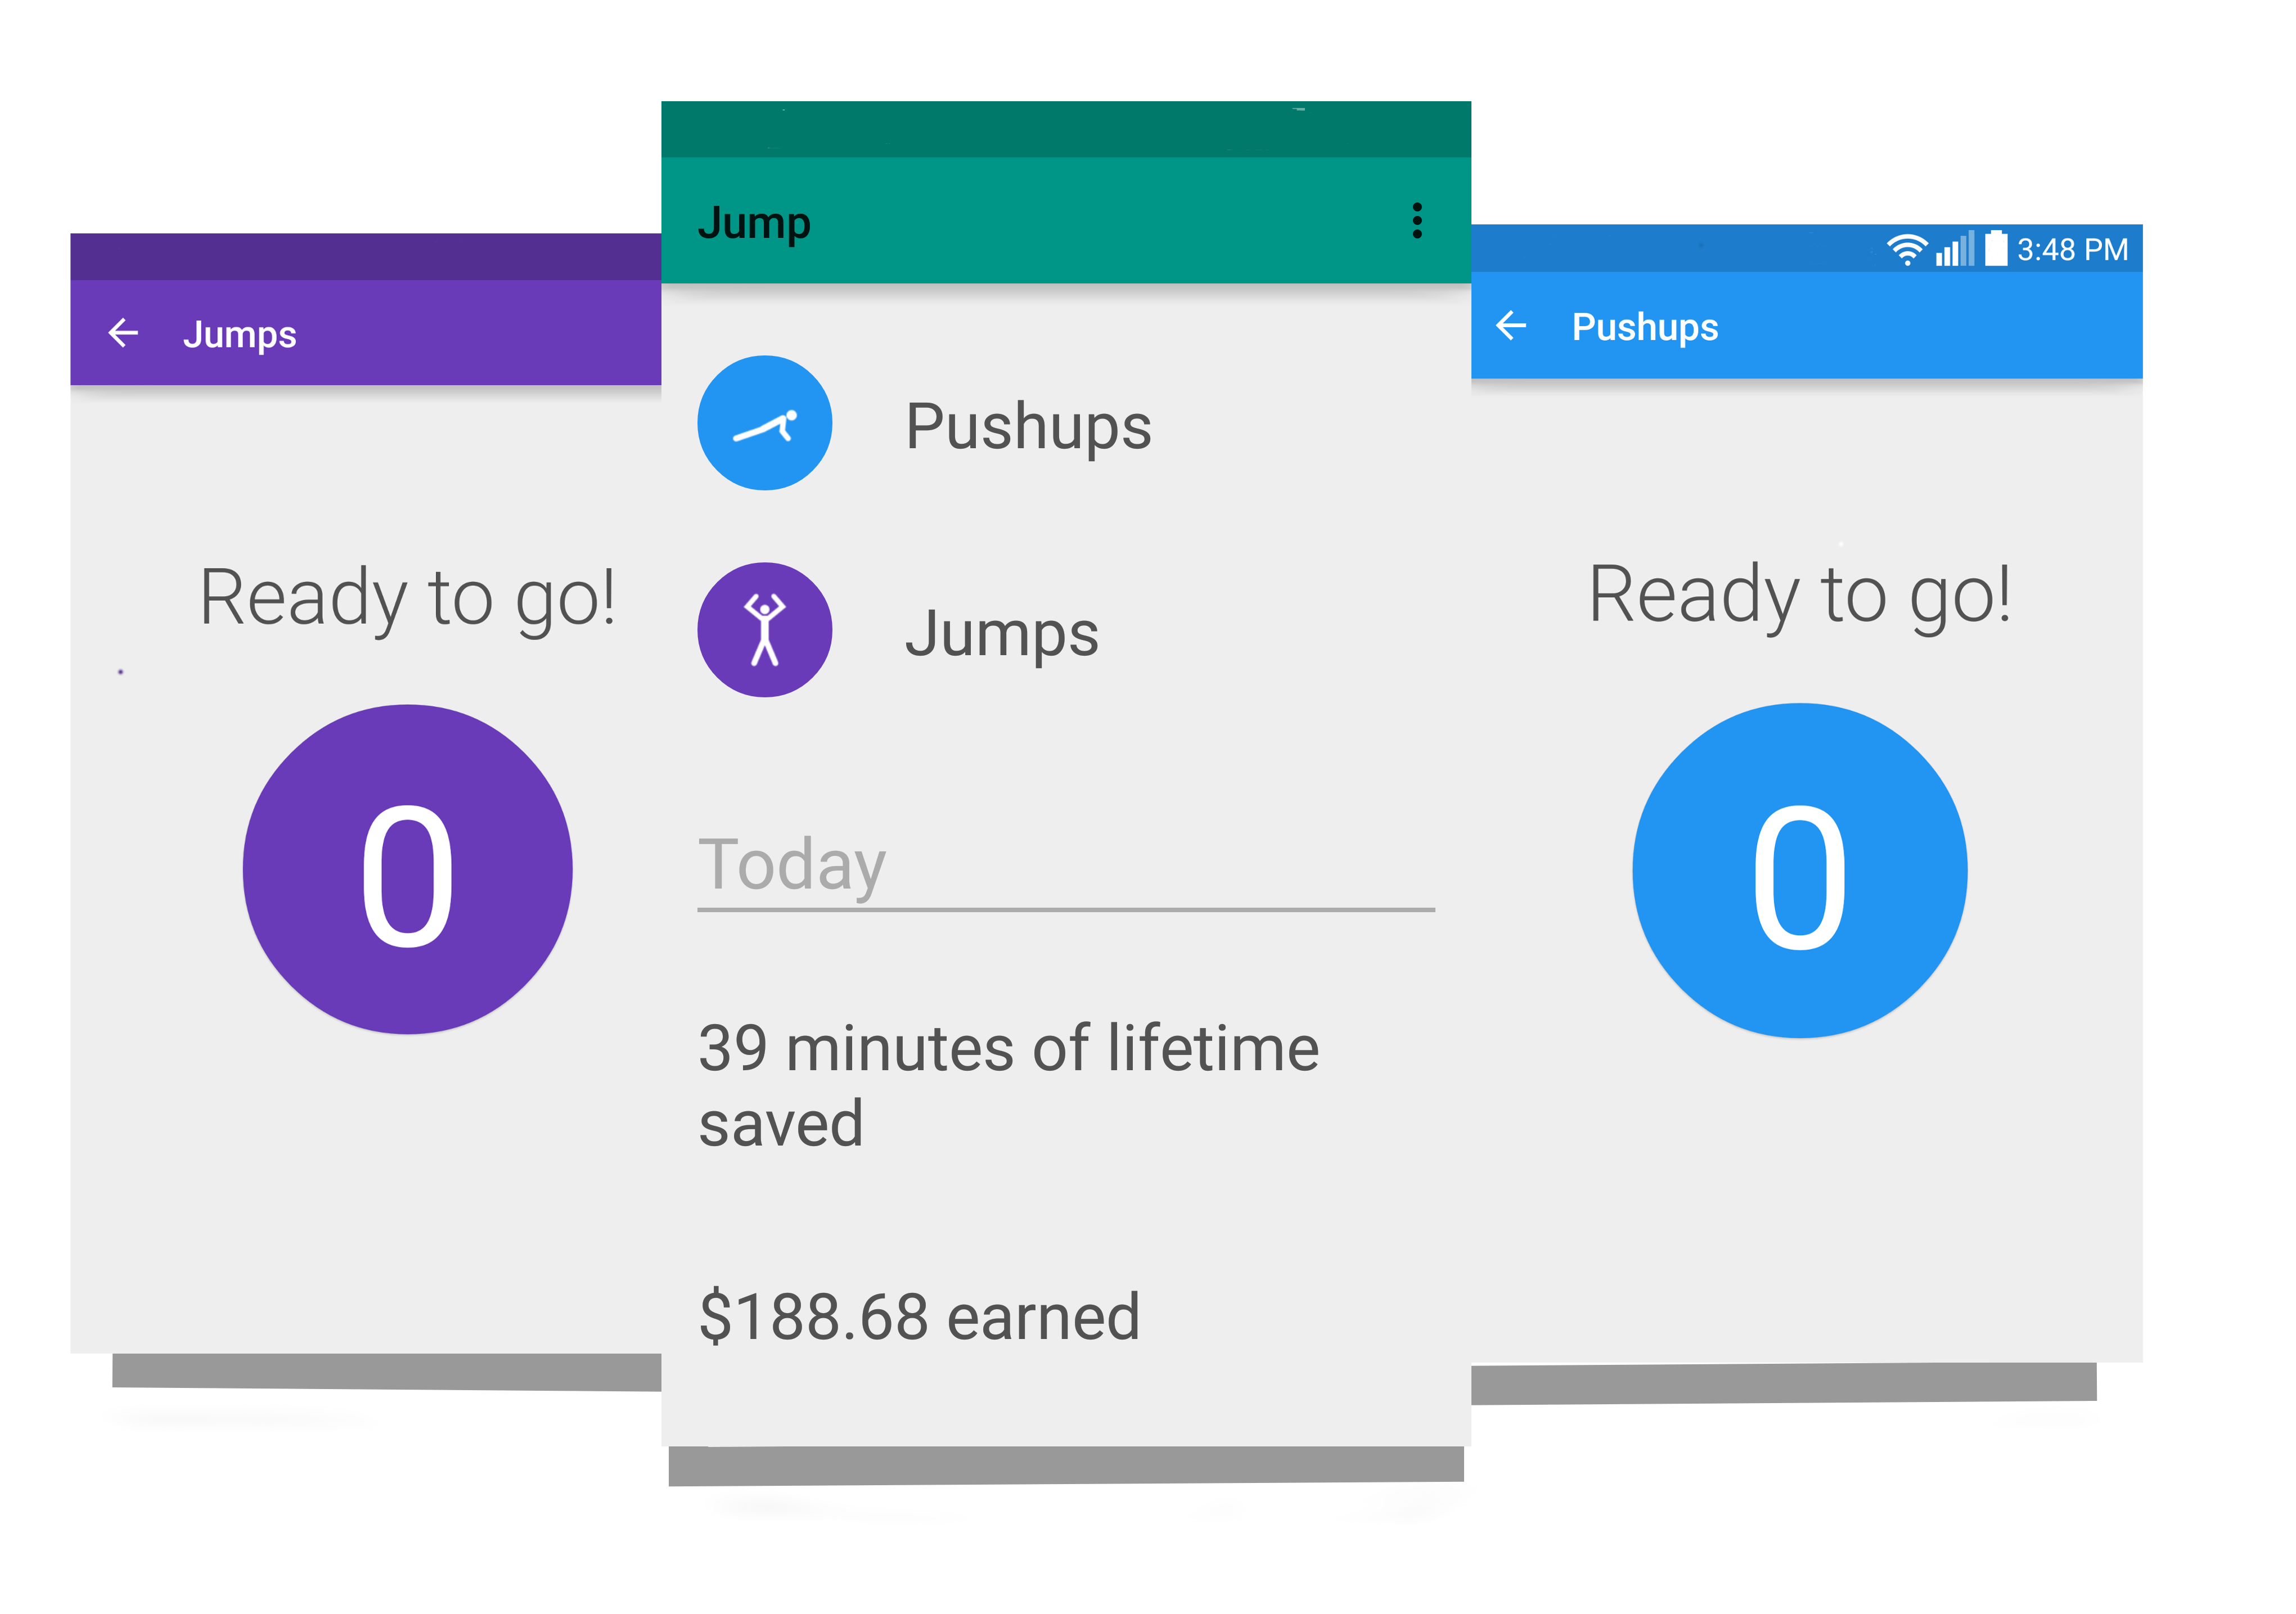 Jumps
Ready to go!
0
Jump
Pushups
Jumps
Today
39 minutes of lifetime
saved
$188.68 earned
3:48 PM
Pushups
Ready to go!
0